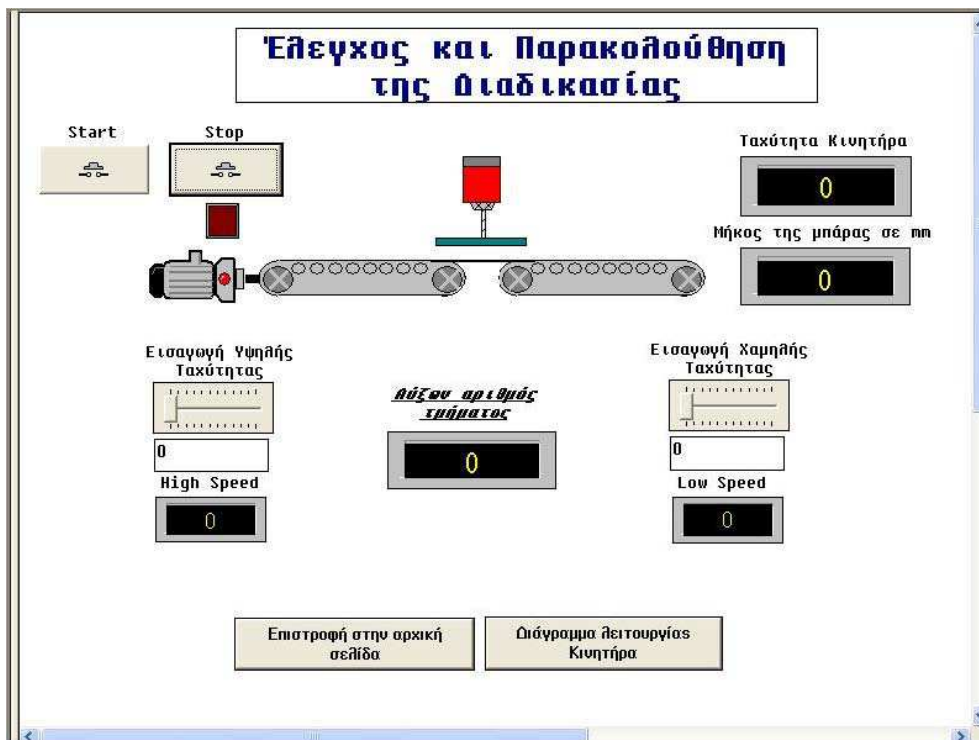 Έλεγχος και Παρακολούθηση
της Διαδικασίας
Start
Stop
Ταχύτητα Κινητήρα
0
Μήκος της μπάρας σε mm
0
Εισαγωγή Υψηλής
Ταχύτητας
0
High Speed
0
Αύξων αριθμός
τμήματος
0
Εισαγωγή Χαμηλής
Ταχύτητας
0
Low Speed
0
Επιστροφή στην αρχική
σελίδα
Διάγραμμα λειτουργίας
Κινητήρα